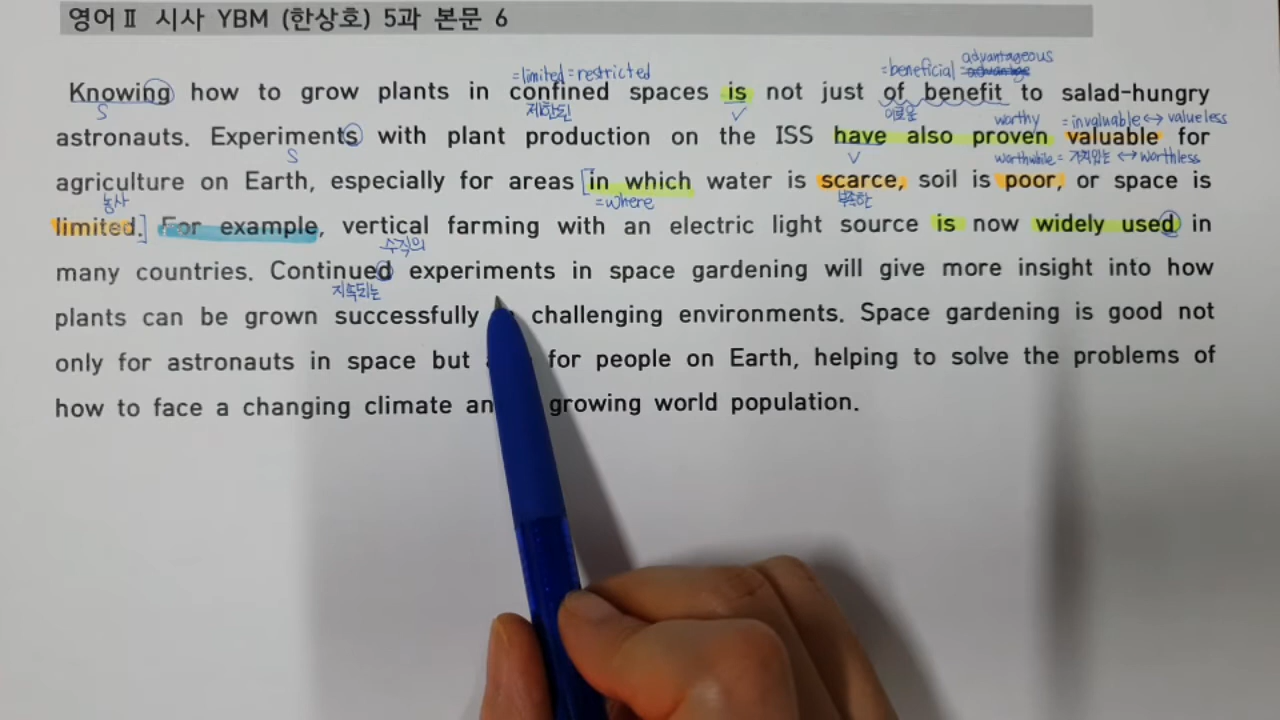 영어Ⅱ 시사 YBM (한상호) 5과 본문 6
advantageous
=limited=restricted =beneficial =
Knowing how to grow plants in confined spaces is not just of benefit to salad-hungry
S 제한된 V 이로운 worthy =invaluable↔valueless
astronauts. Experiments with plant production on the ISS have also proven valuable for
S V worthwhile= 가치있는 ↔worthless
agriculture on Earth, especially for areas [in which water is scarce, soil is poor, or space is
농사 =where 부족한
limited.] For example, vertical farming with an electric light source is now widely used in
수직의
many countries. Continued experiments in space gardening will give more insight into how
지속되는
plants can be grown successfully challenging environments. Space gardening is good not
only for astronauts in space but for people on Earth, helping to solve the problems of
how to face a changing climate an growing world population.